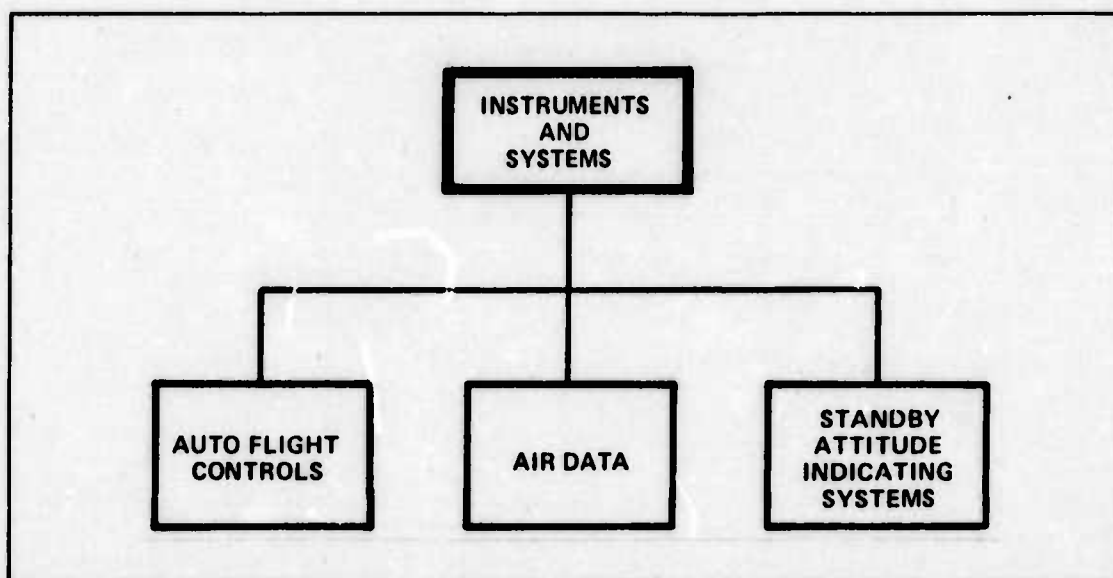 INSTRUMENTS
AND
SYSTEMS
AUTO FLIGHT
CONTROLS
AIR DATA
STANDBY
ATTITUDE
INDICATING
SYSTEMS